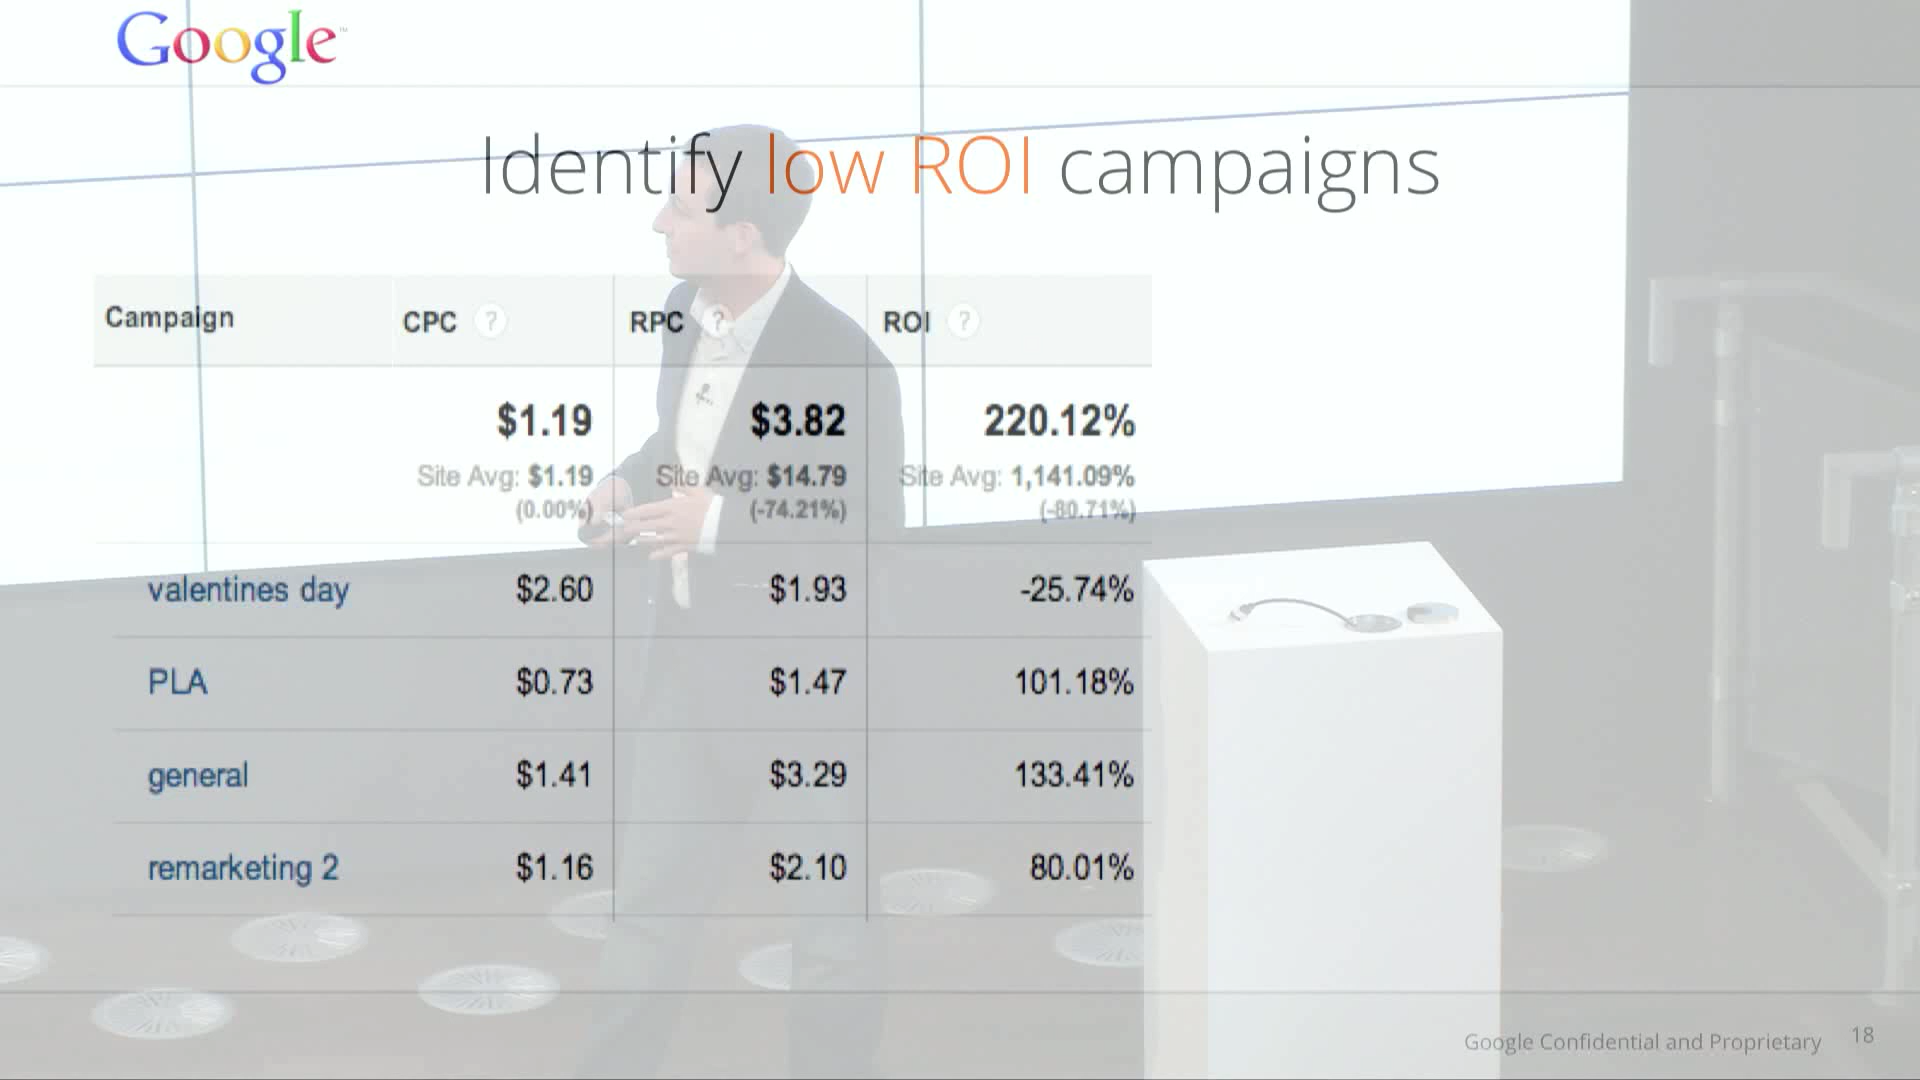 Google™
Identify low ROI campaigns
Campaign CPC ? RPC ? ROI ?
$1.19 $3.82 220.12%
Site Avg: $1.19 Site Avg: $14.79 Site Avg: 1,141.09%
(0.00%) (-74.21%) (-80.71%)
valentines day $2.60 $1.93 -25.74%
PLA $0.73 $1.47 101.18%
general $1.41 $3.29 133.41%
remarketing 2 $1.16 $2.10 80.01%
Google Confidential and Proprietary 18